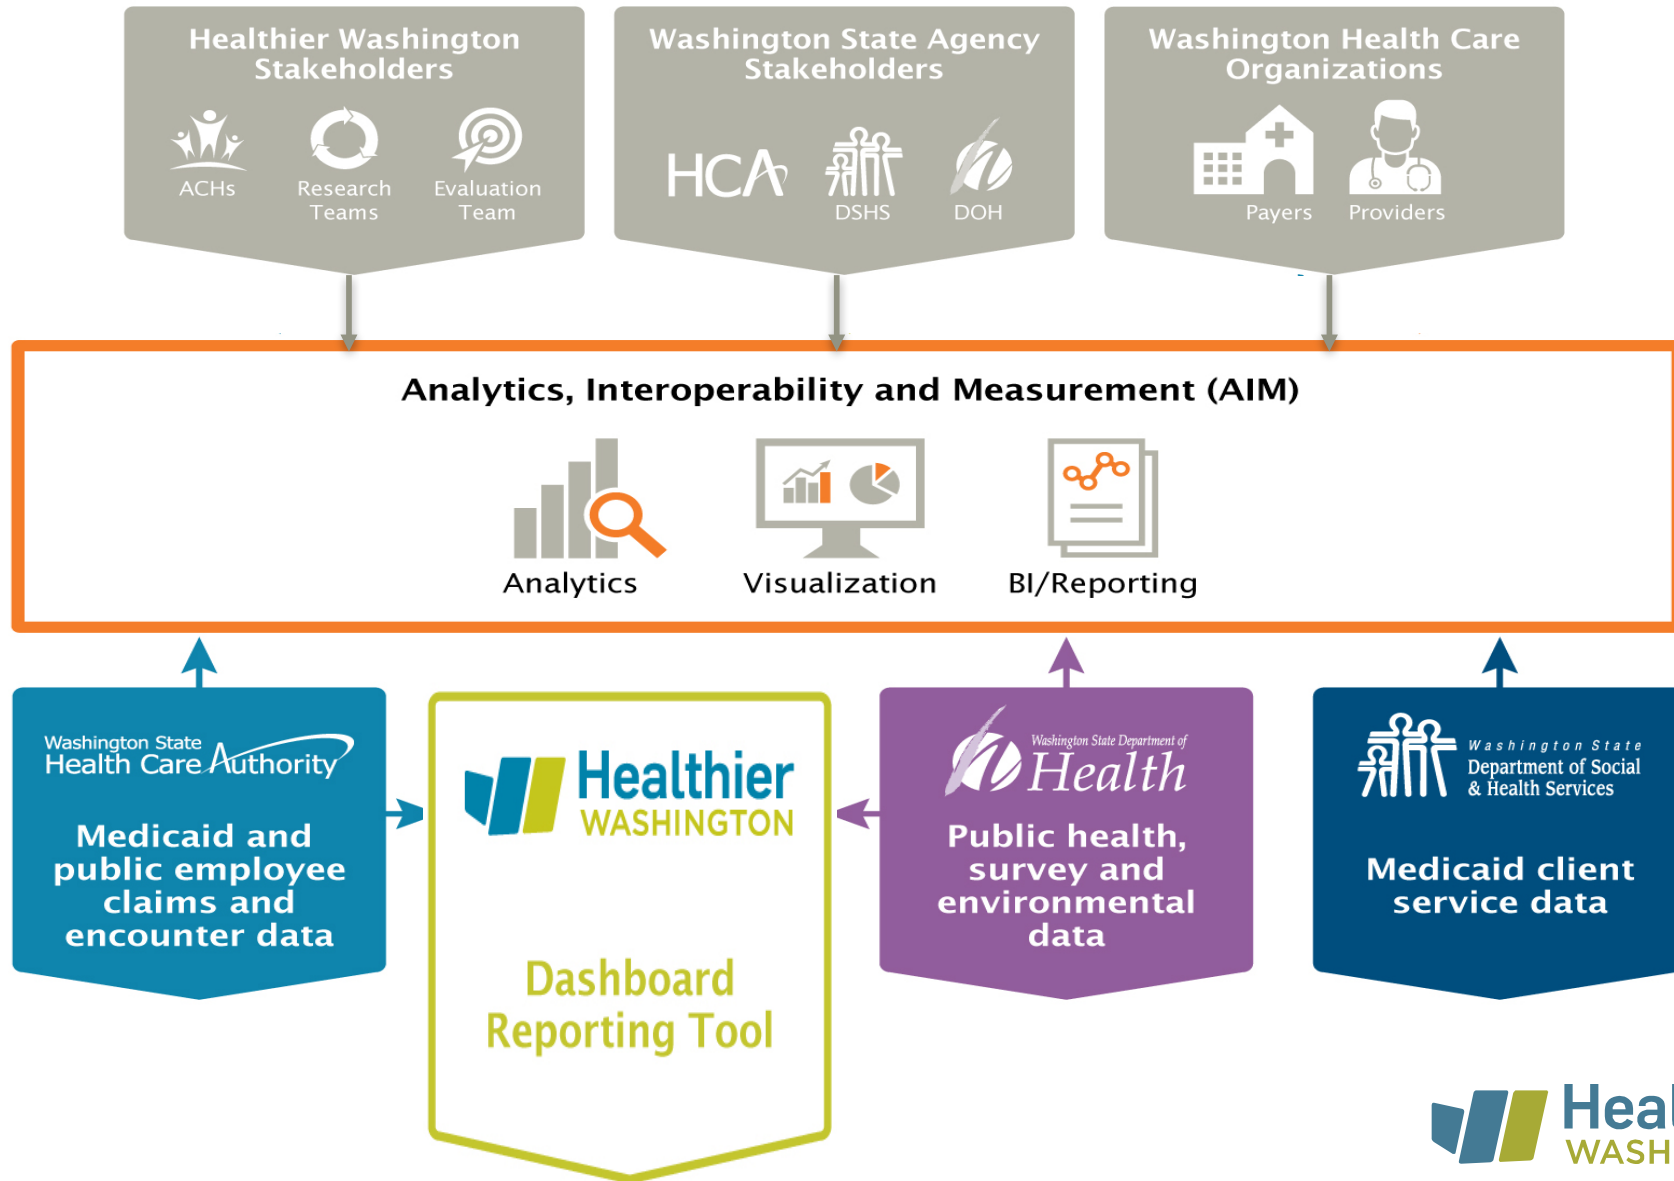 Healthier Washington
Stakeholders
ACHs
Research
Teams
Evaluation
Team
Washington State Agency
Stakeholders
HCA
DSHS
DOH
Washington Health Care
Organizations
Payers
Providers
Analytics, Interoperability and Measurement (AIM)
Analytics
Visualization
BI/Reporting
Washington State
Health Care Authority
Medicaid and
public employee
claims and
encounter data
Healthier
WASHINGTON
Dashboard
Reporting Tool
Washington State Department of
Health
Public health,
survey and
environmental
data
Washington State
Department of Social
& Health Services
Medicaid client
service data
Heal
WASH